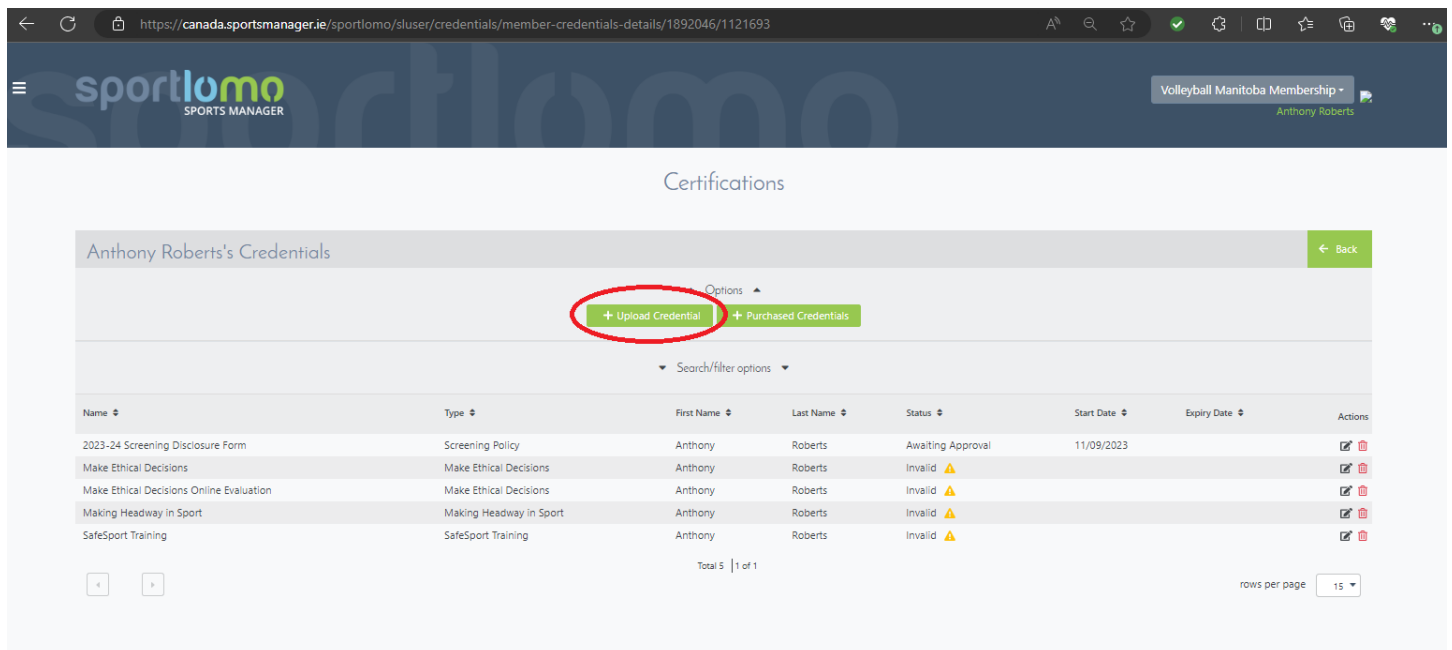 https://canada.sportsmanager.ie/sportlomo/sluser/credentials/member-credentials-details/1892046/1121693
sportlomo
sportlomo
SPORTS MANAGER
Volleyball Manitoba Membership
Anthony Roberts
Certifications
Anthony Roberts's Credentials
← Back
Options
+ Upload Credential + Purchased Credentials
Search/filter options
Name Type First Name Last Name Status Start Date Expiry Date Actions
2023-24 Screening Disclosure Form Screening Policy Anthony Roberts Awaiting Approval 11/09/2023
Make Ethical Decisions Make Ethical Decisions Anthony Roberts Invalid
Make Ethical Decisions Online Evaluation Make Ethical Decisions Anthony Roberts Invalid
Making Headway in Sport Making Headway in Sport Anthony Roberts Invalid
SafeSport Training SafeSport Training Anthony Roberts Invalid
Total 5 | 1 of 1
rows per page 15